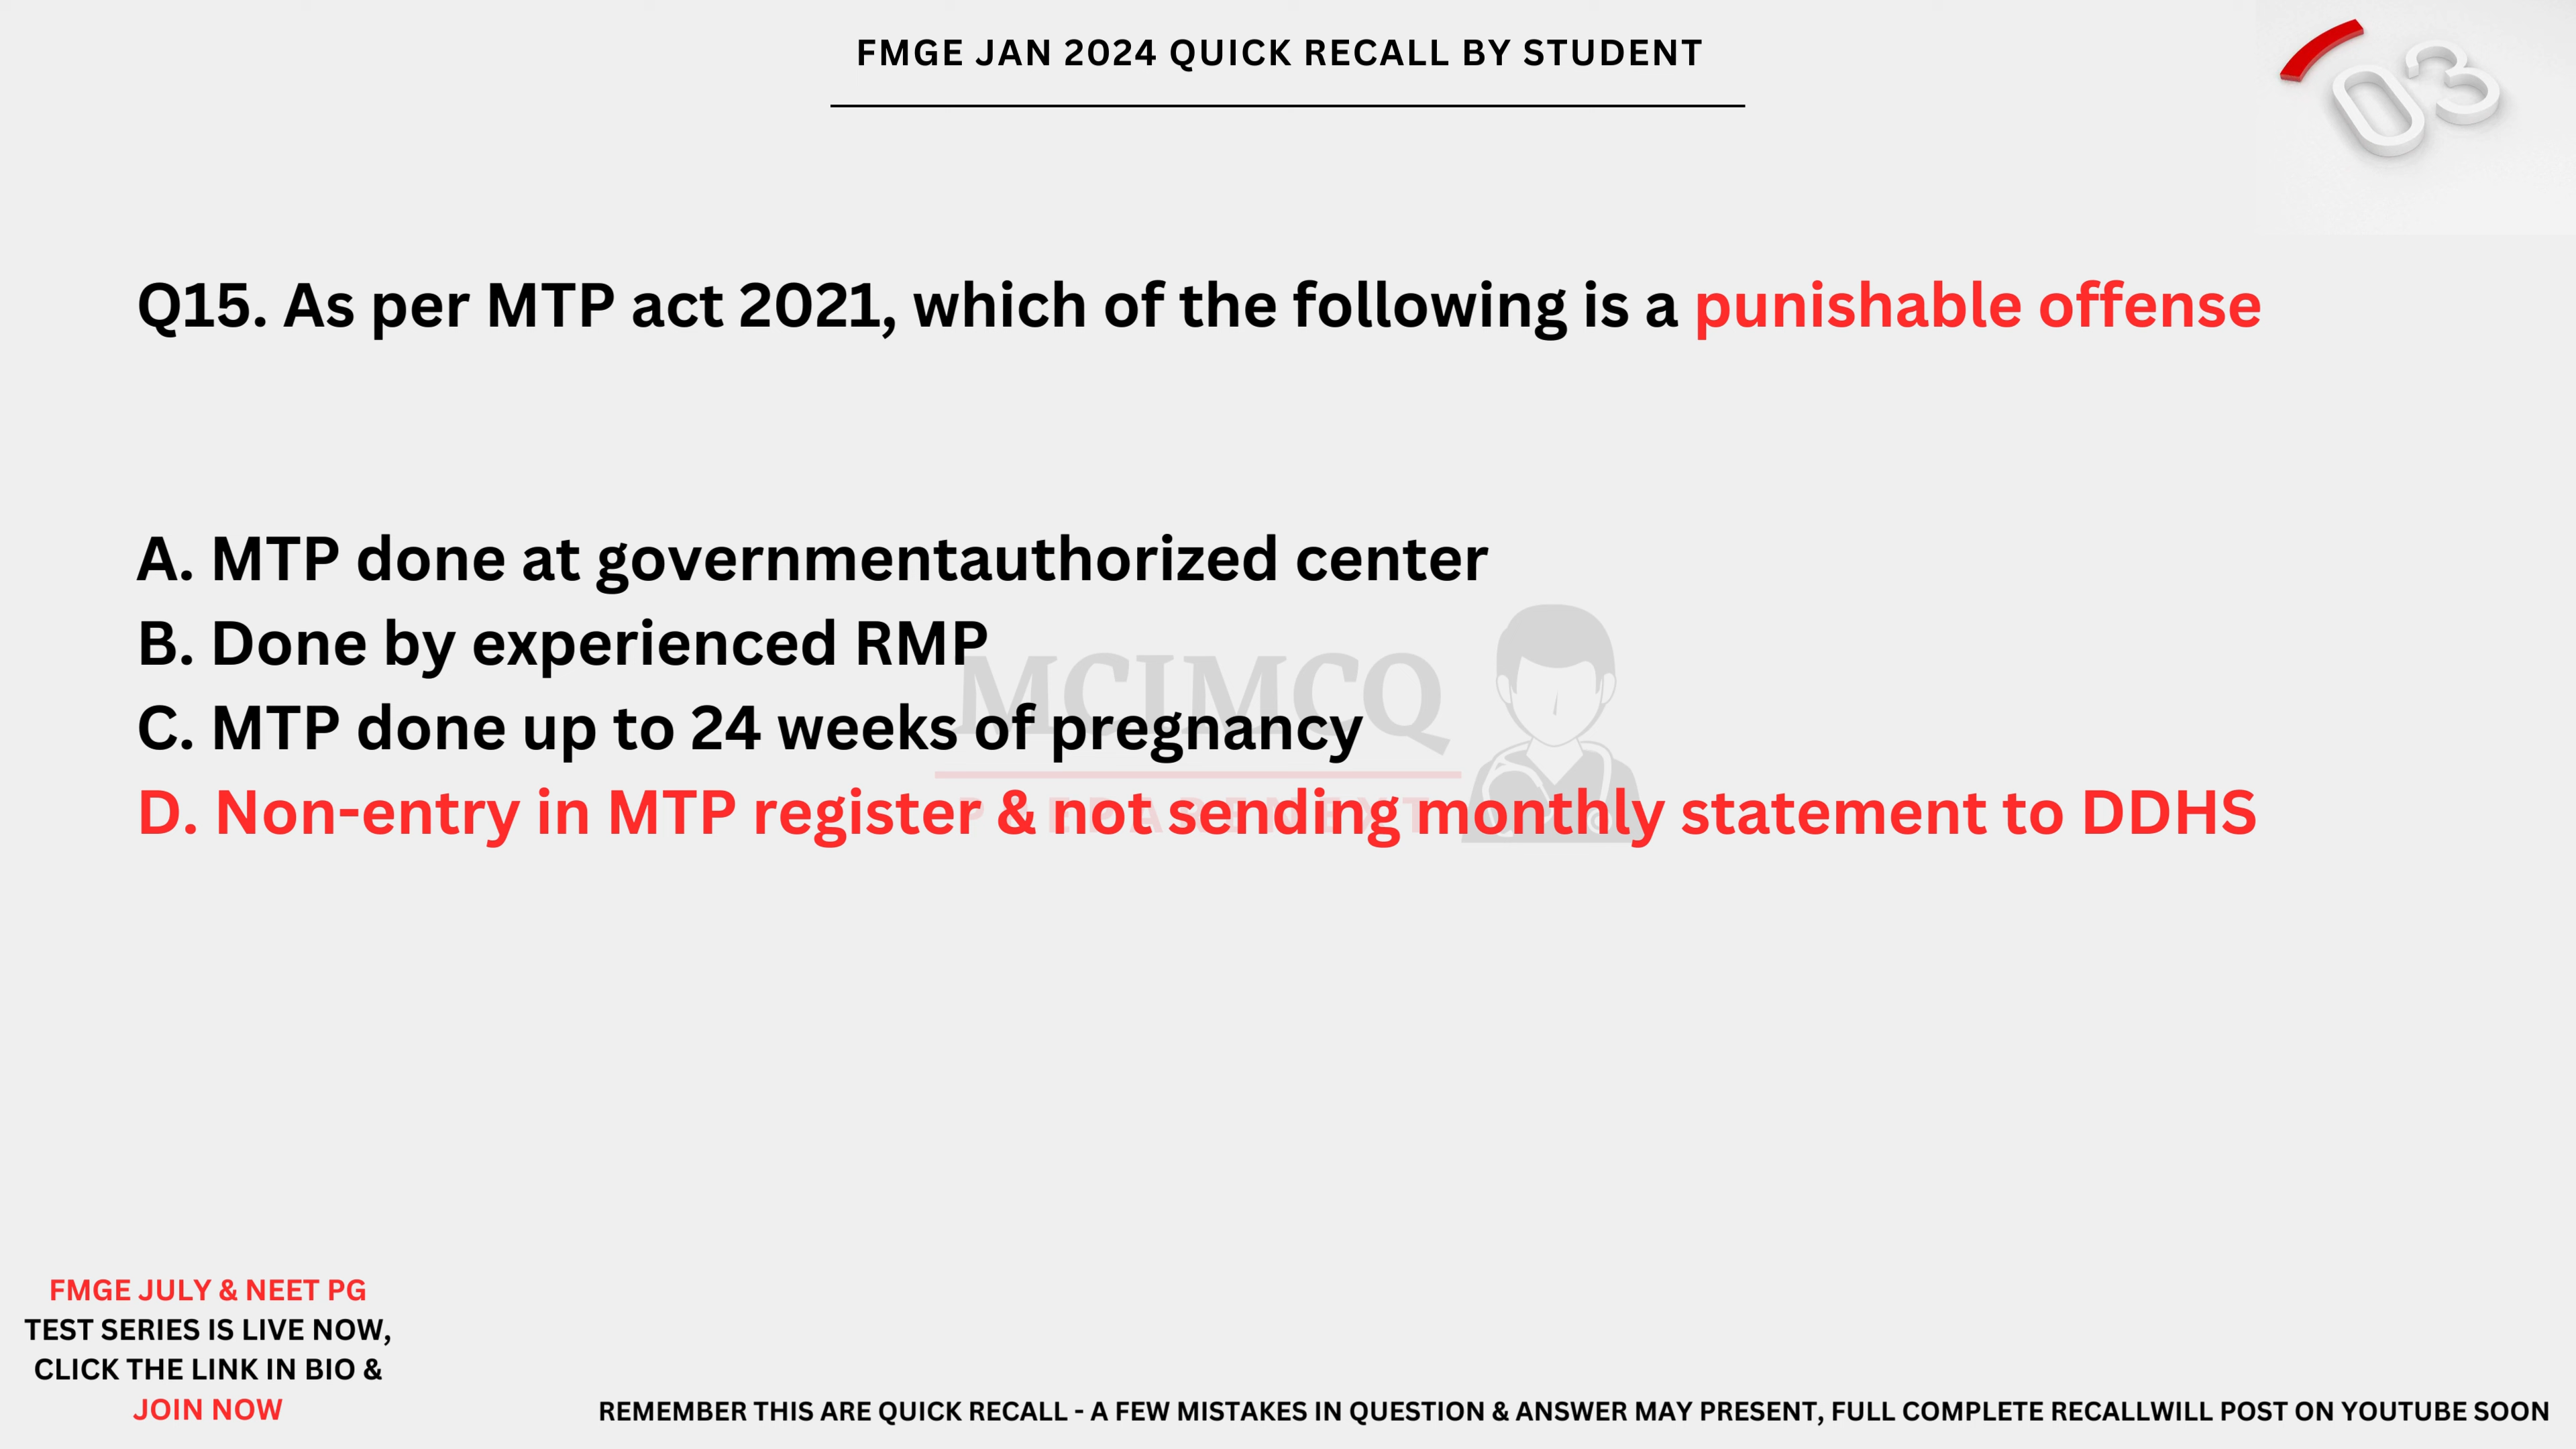 FMGE JAN 2024 QUICK RECALL BY STUDENT
03
Q15. As per MTP act 2021, which of the following is a punishable offense
A. MTP done at governmentauthorized center
B. Done by experienced RMP
C. MTP done up to 24 weeks of pregnancy
D. Non-entry in MTP register & not sending monthly statement to DDHS
MCIMCQ
FMGE JULY & NEET PG
TEST SERIES IS LIVE NOW,
CLICK THE LINK IN BIO &
JOIN NOW
REMEMBER THIS ARE QUICK RECALL - A FEW MISTAKES IN QUESTION & ANSWER MAY PRESENT, FULL COMPLETE RECALLWILL POST ON YOUTUBE SOON